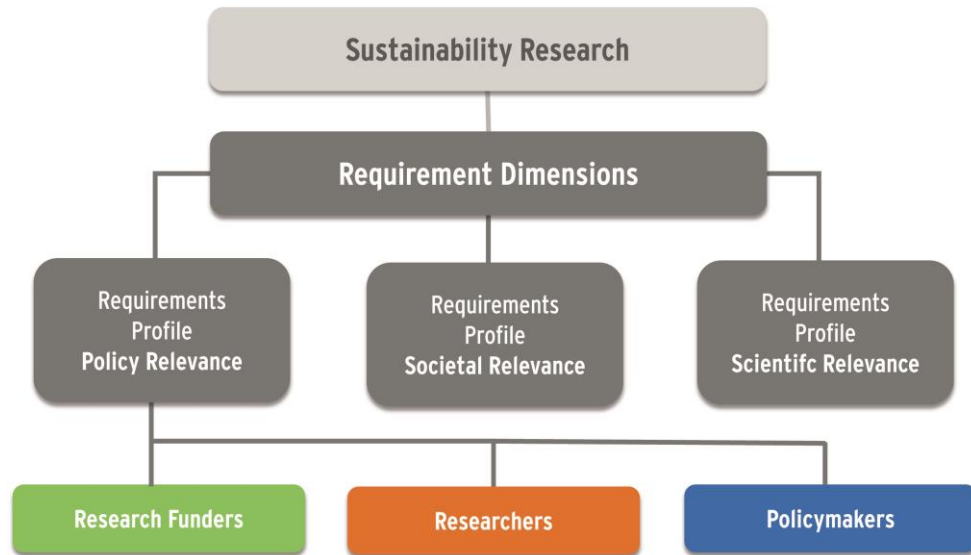 Sustainability Research
Requirement Dimensions
Requirements
Profile
Policy Relevance
Requirements
Profile
Societal Relevance
Requirements
Profile
Scientifc Relevance
Research Funders
Researchers
Policymakers